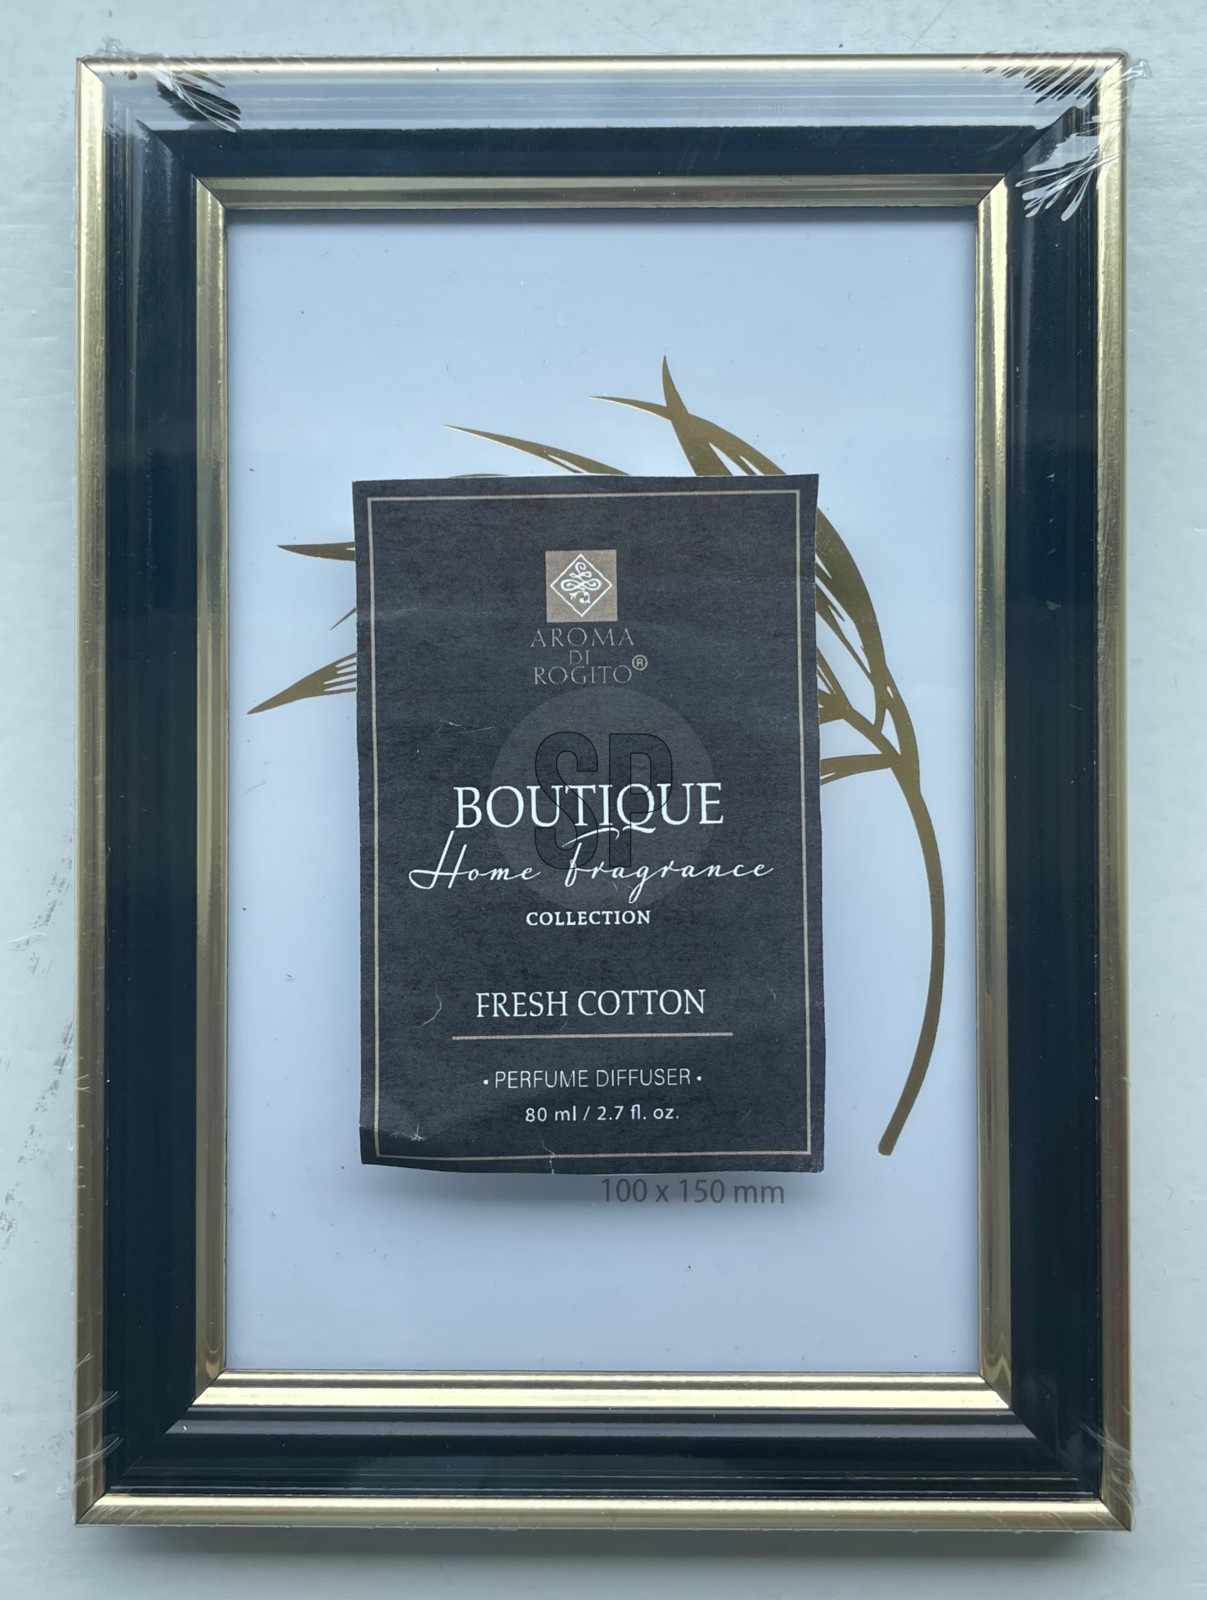 AROMA
DI
ROGITO®
SP
BOUTIQUE
Home Fragrance
COLLECTION
FRESH COTTON
• PERFUME DIFFUSER •
80 ml / 2.7 fl. oz.
100 x 150 mm